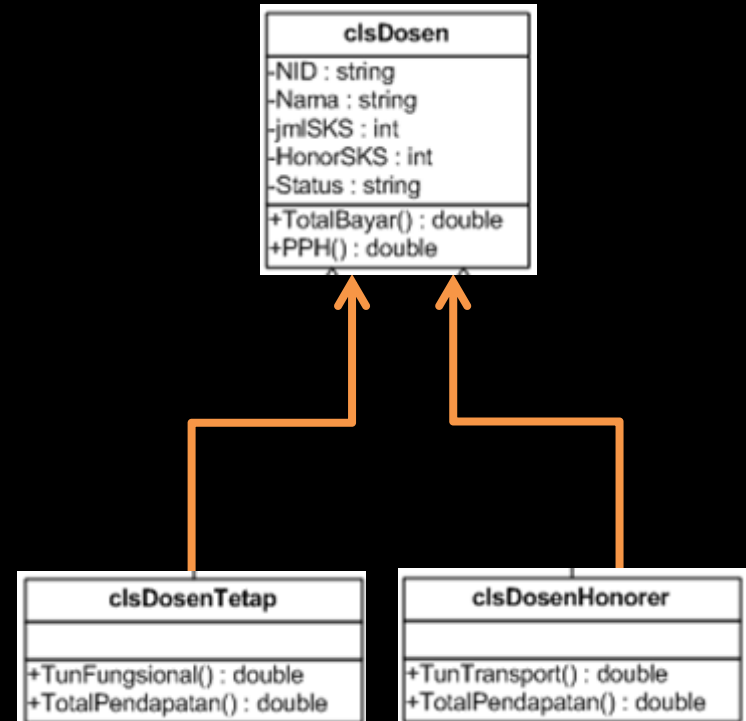 clsDosen
-NID : string
-Nama : string
-jmlSKS : int
-HonorSKS : int
-Status : string
+TotalBayar() : double
+PPH() : double
clsDosenTetap
+TunFungsional() : double
+TotalPendapatan() : double
clsDosenHonorer
+TunTransport() : double
+TotalPendapatan() : double